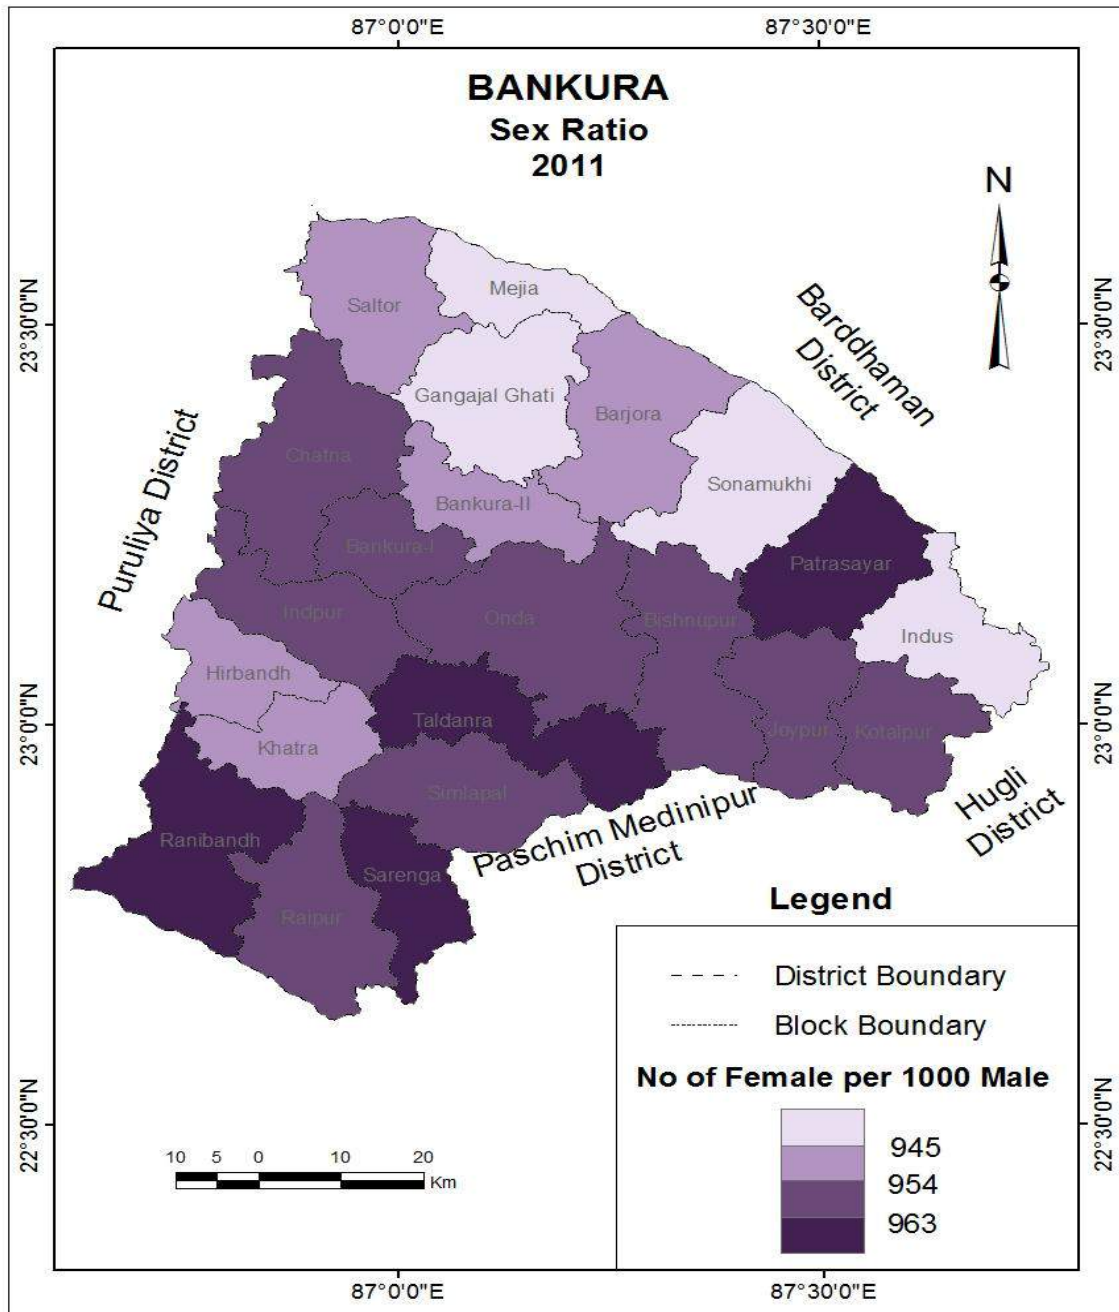 87°0'0"E 87°30'0"E
BANKURA
Sex Ratio
2011
N
23°30'0"N
23°30'0"N
Mejia
Saltor
Barddhaman
District
Gangajal Ghati
Barjora
Puruliya District
Chatna
Sonamukhi
Bankura-II
Bankura-I
Patrasayar
Indpur
Onda
Bishnupur
Indus
Hirbandh
23°0'0"N
23°0'0"N
Taldanra
Khatra
Joypur
Kotalpur
Simlapal
Hugli
District
Paschim Medinipur
District
Ranibandh
Sarenga
Raipur
Legend
District Boundary
Block Boundary
No of Female per 1000 Male
945
954
963
22°30'0"N
22°30'0"N
10 5 0 10 20
Km
87°0'0"E 87°30'0"E